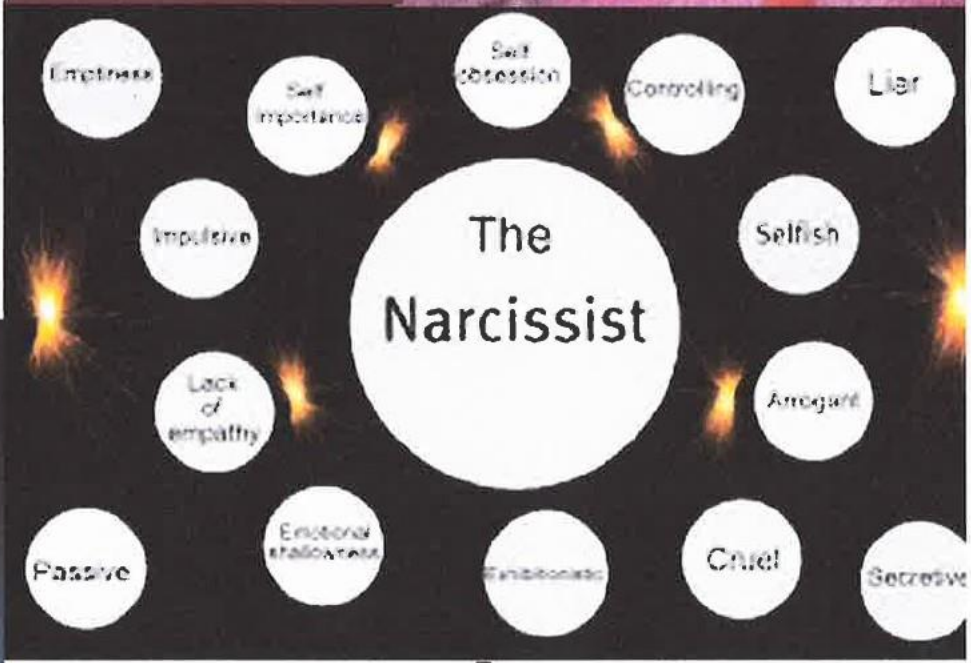 Emptiness
Self
importance
Self
obsession
Controlling
Liar
Impulsive
The
Narcissist
Selfish
Lack
of
empathy
Arrogant
Passive
Emotional
shallowness
Exhibitionistic
Cruel
Secretive